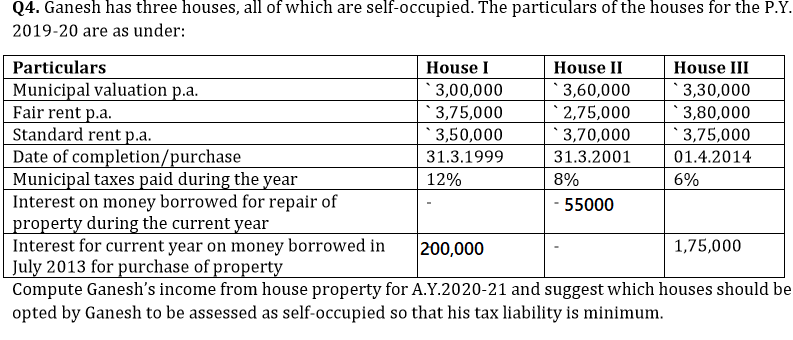 Q4. Ganesh has three houses, all of which are self-occupied. The particulars of the houses for the P.Y.
2019-20 are as under:
Particulars House I House II House III
Municipal valuation p.a. ` 3,00,000 ` 3,60,000 ` 3,30,000
Fair rent p.a. ` 3,75,000 ` 2,75,000 ` 3,80,000
Standard rent p.a. ` 3,50,000 ` 3,70,000 ` 3,75,000
Date of completion/purchase 31.3.1999 31.3.2001 01.4.2014
Municipal taxes paid during the year 12% 8% 6%
Interest on money borrowed for repair of - - 55000
property during the current year
Interest for current year on money borrowed in 200,000 - 1,75,000
July 2013 for purchase of property
Compute Ganesh's income from house property for A.Y.2020-21 and suggest which houses should be
opted by Ganesh to be assessed as self-occupied so that his tax liability is minimum.